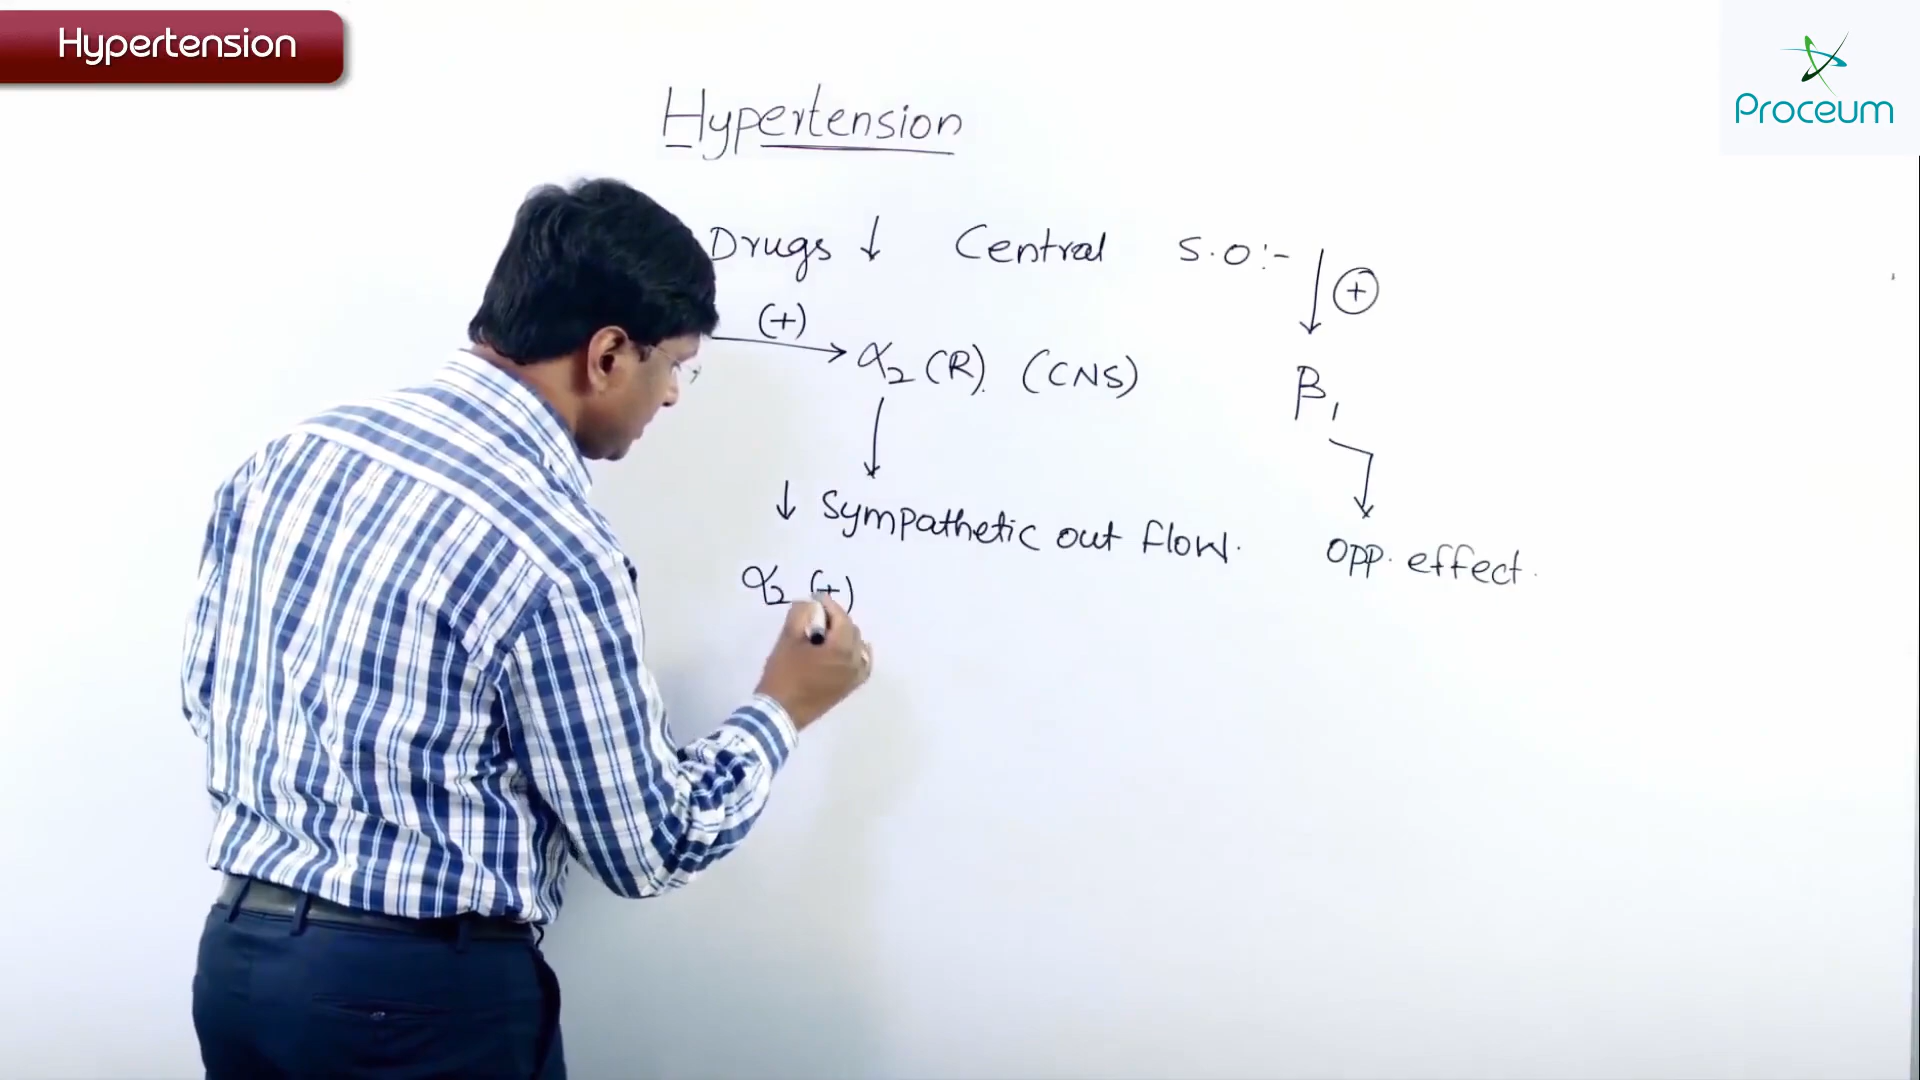 Hypertension
Proceum
Hypertension
Drugs ↓ Central S.O:-
(+) → α2 (R) (CNS)
↓ (+)
β1
↓ Sympathetic out flow.
opp. effect.
α2 (+)